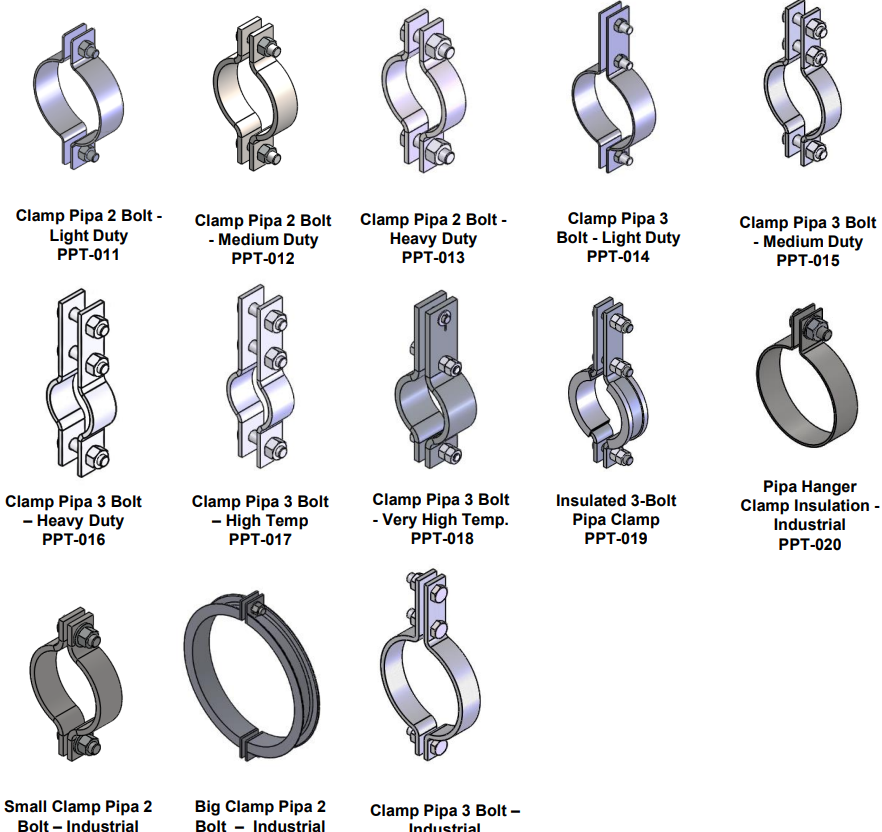 Clamp Pipa 2 Bolt -
Light Duty
PPT-011
Clamp Pipa 2 Bolt
- Medium Duty
PPT-012
Clamp Pipa 2 Bolt -
Heavy Duty
PPT-013
Clamp Pipa 3
Bolt - Light Duty
PPT-014
Clamp Pipa 3 Bolt
- Medium Duty
PPT-015
Clamp Pipa 3 Bolt
– Heavy Duty
PPT-016
Clamp Pipa 3 Bolt
– High Temp
PPT-017
Clamp Pipa 3 Bolt
- Very High Temp.
PPT-018
Insulated 3-Bolt
Pipa Clamp
PPT-019
Pipa Hanger
Clamp Insulation -
Industrial
PPT-020
Small Clamp Pipa 2
Bolt – Industrial
Big Clamp Pipa 2
Bolt – Industrial
Clamp Pipa 3 Bolt –
Industrial